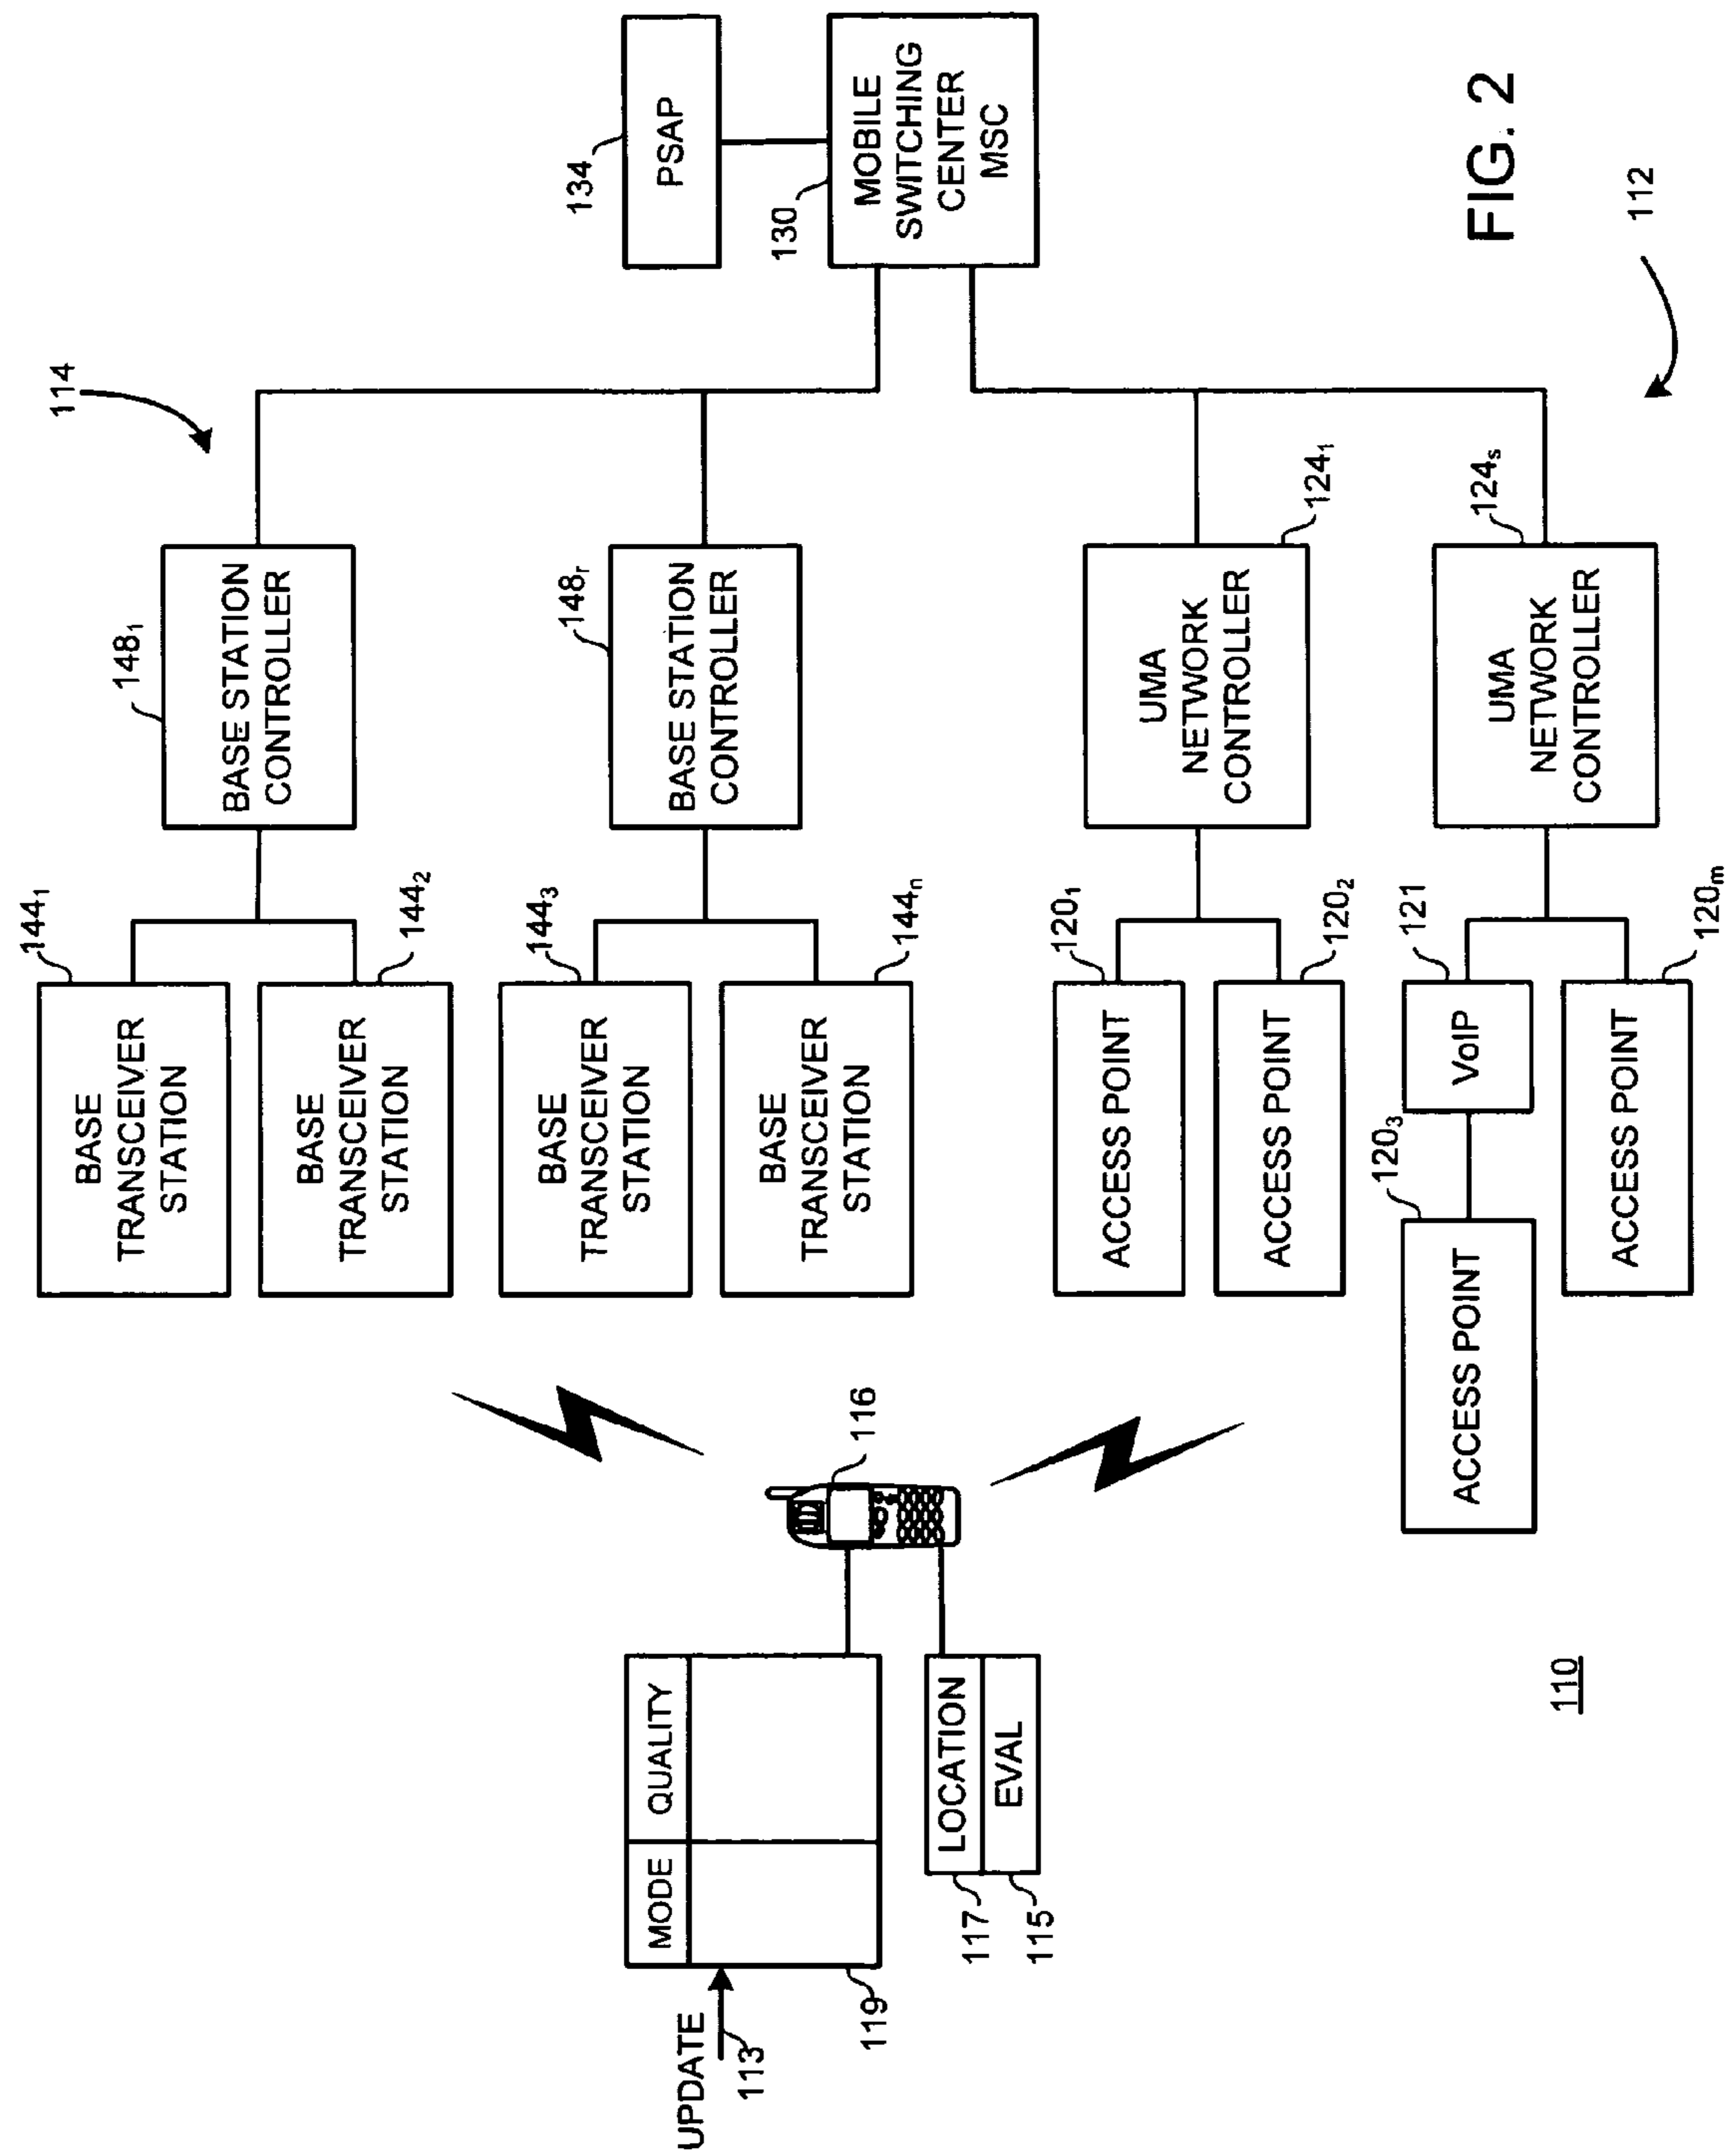 114
144₁
BASE
TRANSCEIVER
STATION
144₂
BASE
TRANSCEIVER
STATION
148₁
BASE STATION
CONTROLLER
144₃
BASE
TRANSCEIVER
STATION
144ₙ
BASE
TRANSCEIVER
STATION
148ᵣ
BASE STATION
CONTROLLER
134
PSAP
130
MOBILE
SWITCHING
CENTER
MSC
UPDATE
113
MODE
QUALITY
119
116
117
LOCATION
115
EVAL
120₁
ACCESS POINT
120₂
ACCESS POINT
124₁
UMA
NETWORK
CONTROLLER
120₃
ACCESS POINT
121
VoIP
120ₘ
ACCESS POINT
124ₛ
UMA
NETWORK
CONTROLLER
110
112
FIG. 2